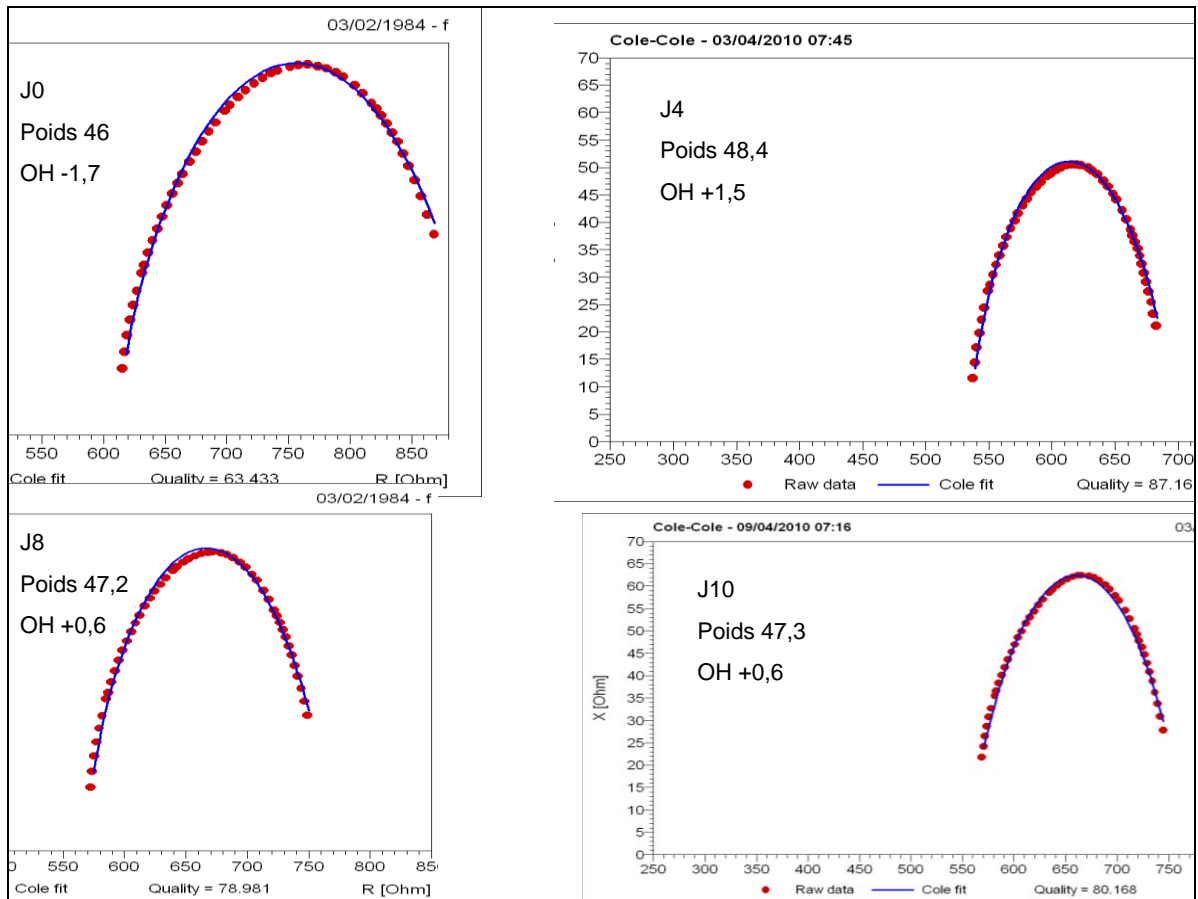 03/02/1984 - f
J0
Poids 46
OH -1,7
550 600 650 700 750 800 850
Cole fit Quality = 63.433 R [Ohm]
Cole-Cole - 03/04/2010 07:45
70
65
60
55
50
45
40
35
30
25
20
15
10
5
0
J4
Poids 48,4
OH +1,5
250 300 350 400 450 500 550 600 650 700
Raw data Cole fit Quality = 87.16
03/02/1984 - f
J8
Poids 47,2
OH +0,6
0 550 600 650 700 750 800 85
Cole fit Quality = 78.981 R [Ohm]
Cole-Cole - 09/04/2010 07:16 03/
X [Ohm]
70
65
60
55
50
45
40
35
30
25
20
15
10
5
0
J10
Poids 47,3
OH +0,6
250 300 350 400 450 500 550 600 650 700 750
Raw data Cole fit Quality = 80.168